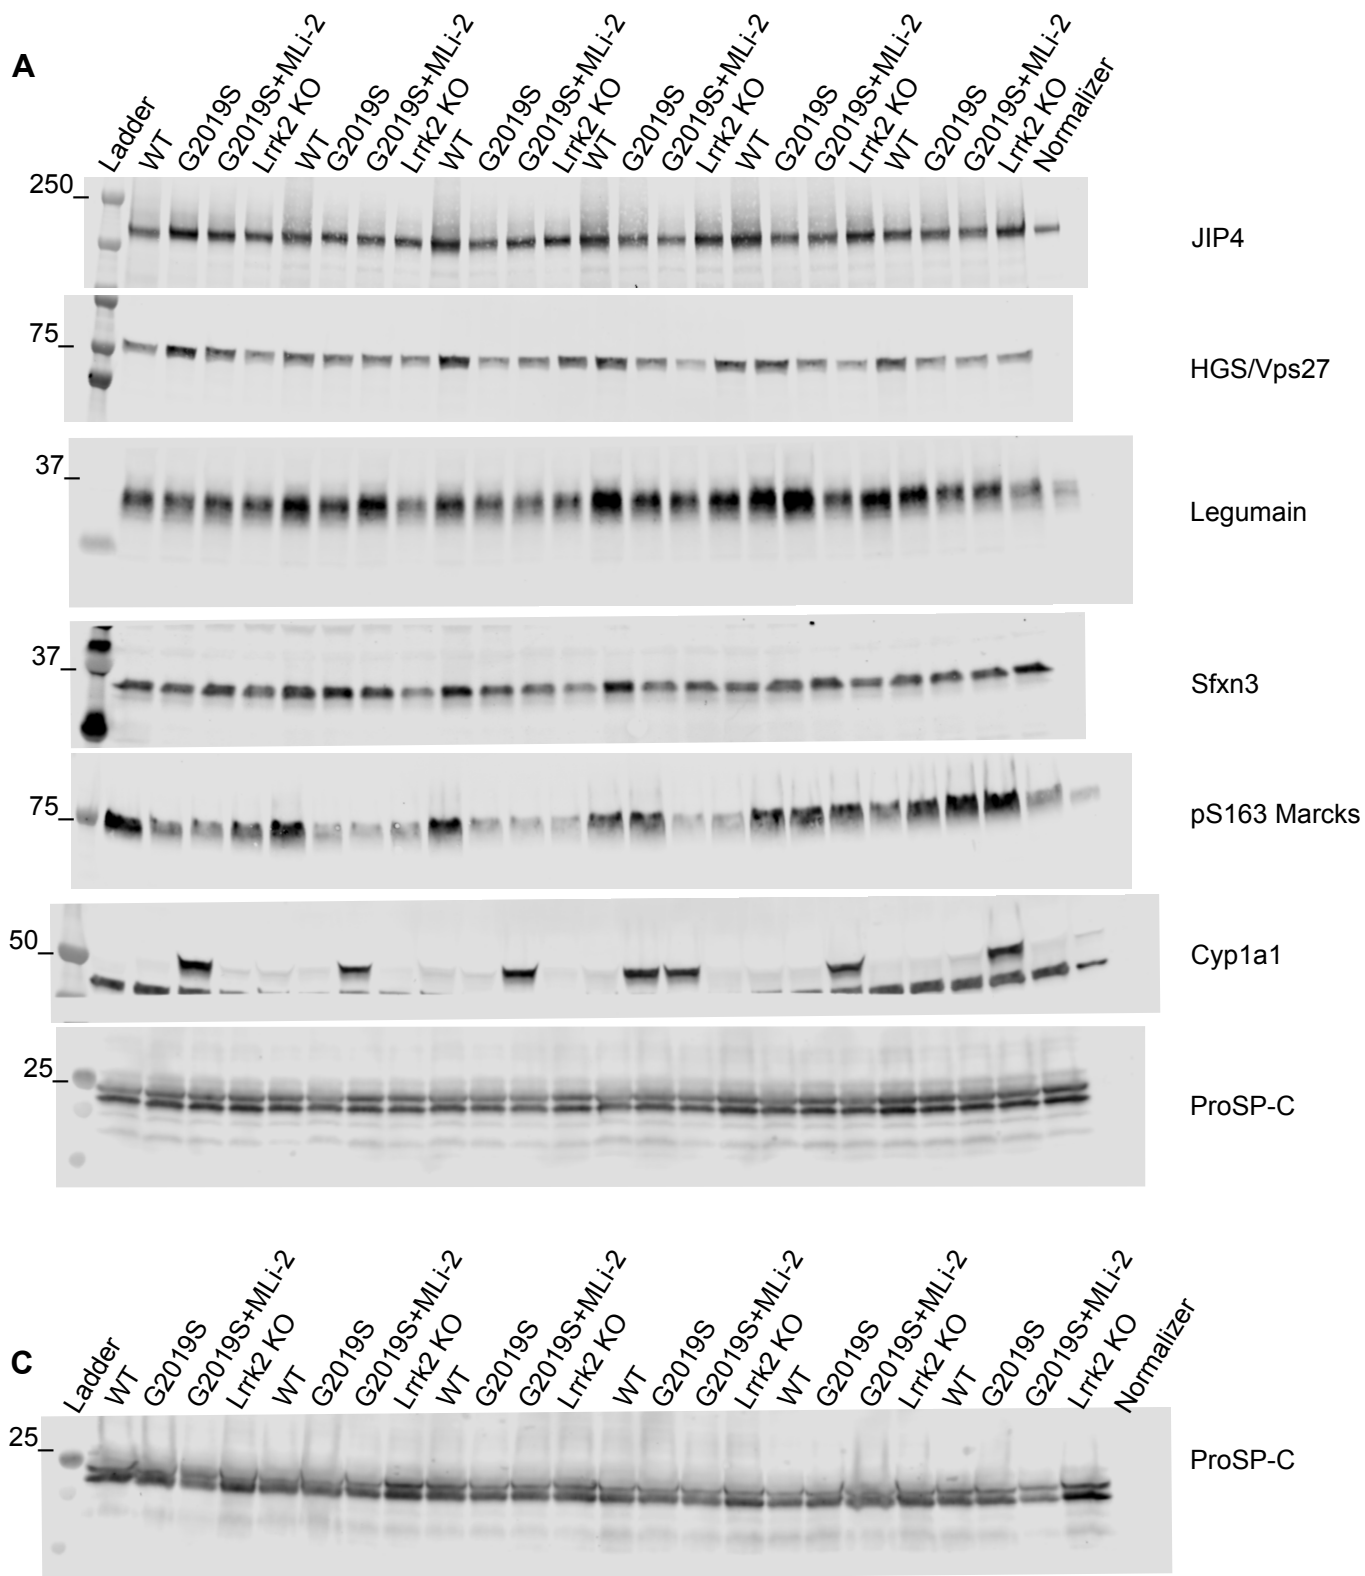 A
Ladder
WT
G2019S
G2019S+MLi-2
Lrrk2 KO
WT
G2019S
G2019S+MLi-2
Lrrk2 KO
WT
G2019S
G2019S+MLi-2
Lrrk2 KO
WT
G2019S
G2019S+MLi-2
Lrrk2 KO
WT
G2019S
G2019S+MLi-2
Lrrk2 KO
WT
G2019S
G2019S+MLi-2
Lrrk2 KO
Normalizer
250
JIP4
75
HGS/Vps27
37
Legumain
37
Sfxn3
75
pS163 Marcks
50
Cyp1a1
25
ProSP-C
C
Ladder
WT
G2019S
G2019S+MLi-2
Lrrk2 KO
WT
G2019S
G2019S+MLi-2
Lrrk2 KO
WT
G2019S
G2019S+MLi-2
Lrrk2 KO
WT
G2019S
G2019S+MLi-2
Lrrk2 KO
WT
G2019S
G2019S+MLi-2
Lrrk2 KO
WT
G2019S
G2019S+MLi-2
Lrrk2 KO
Normalizer
25
ProSP-C